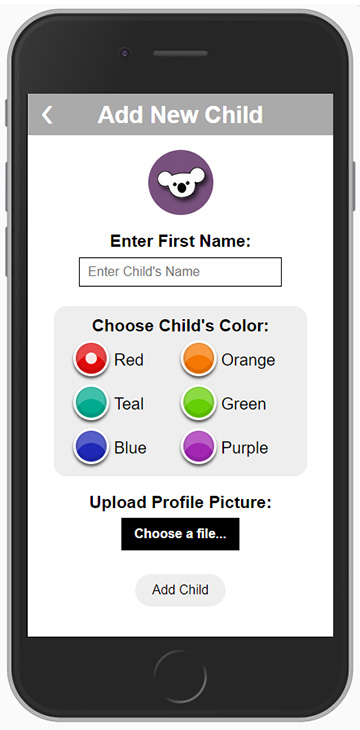 Add New Child
Enter First Name:
Enter Child's Name
Choose Child's Color:
Red Orange
Teal Green
Blue Purple
Upload Profile Picture:
Choose a file...
Add Child